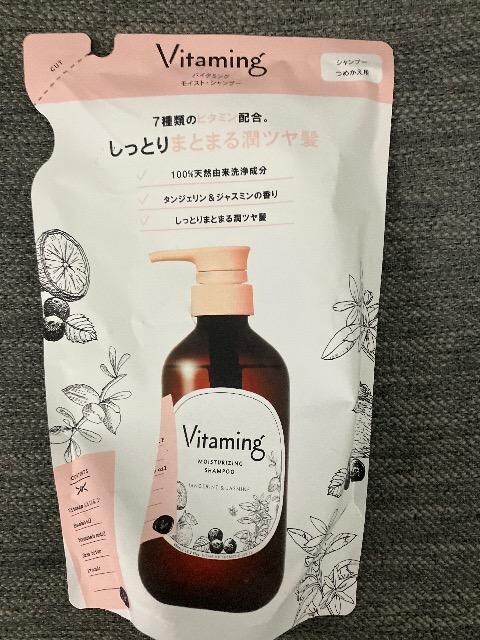 CUT
Vitaming
バイタミング
モイスト・シャンプー
シャンプー
つめかえ用
7種類のビタミン配合。
しっとりまとまる潤ツヤ髪
✓ 100%天然由来洗浄成分
✓ タンジェリン&ジャスミンの香り
✓ しっとりまとまる潤ツヤ髪
Vitaming
MOISTURIZING
SHAMPOO
TANGERINE & JASMINE